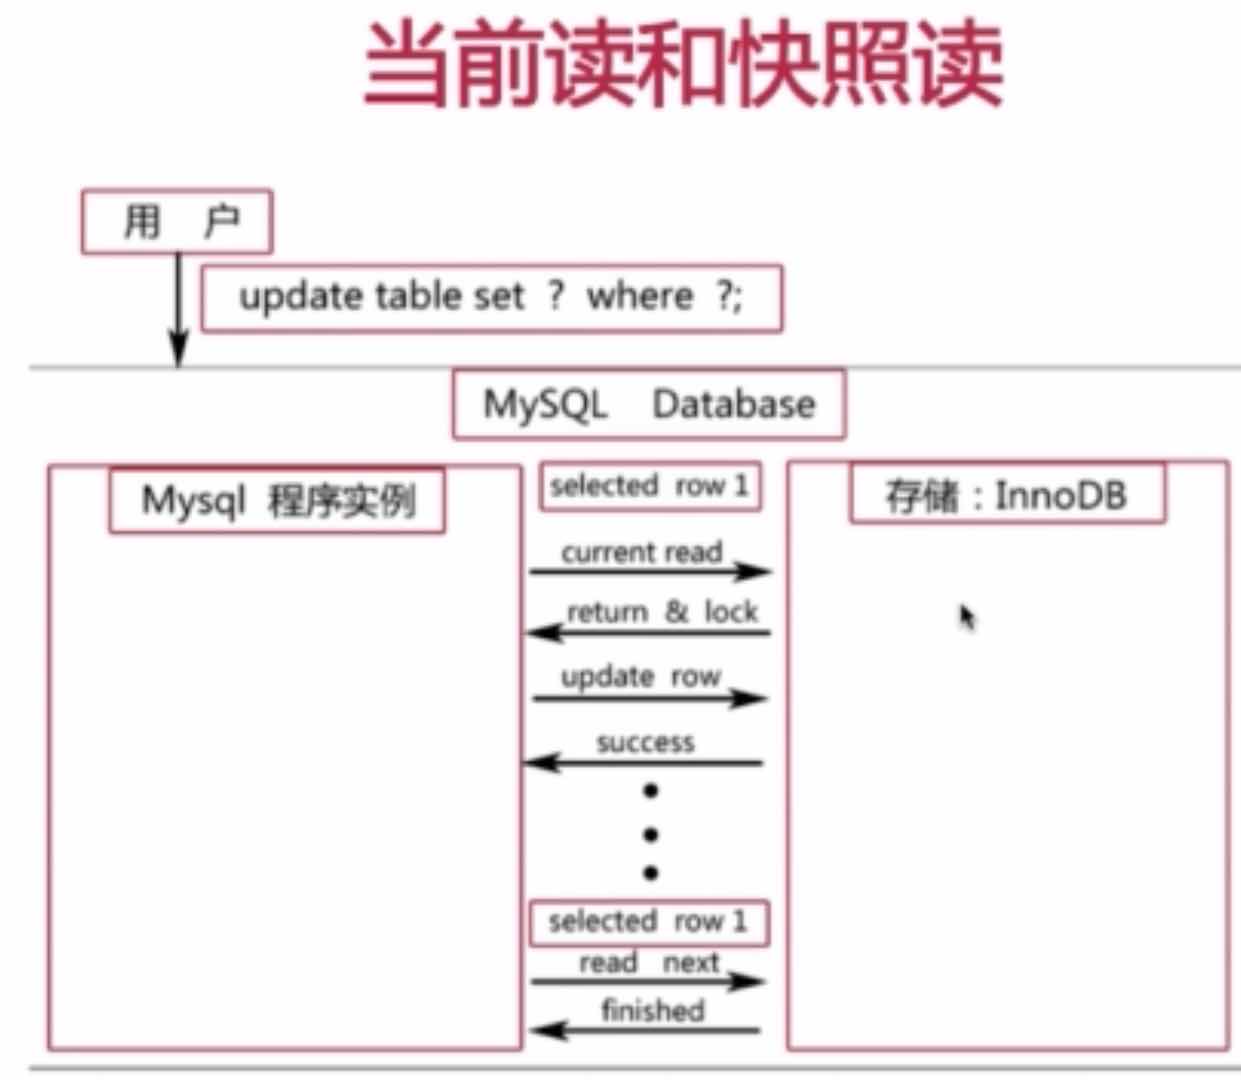 当前读和快照读
用 户
update table set ? where ?;
MySQL Database
Mysql 程序实例
selected row 1
存储：InnoDB
current read
return & lock
update row
success
selected row 1
read next
finished